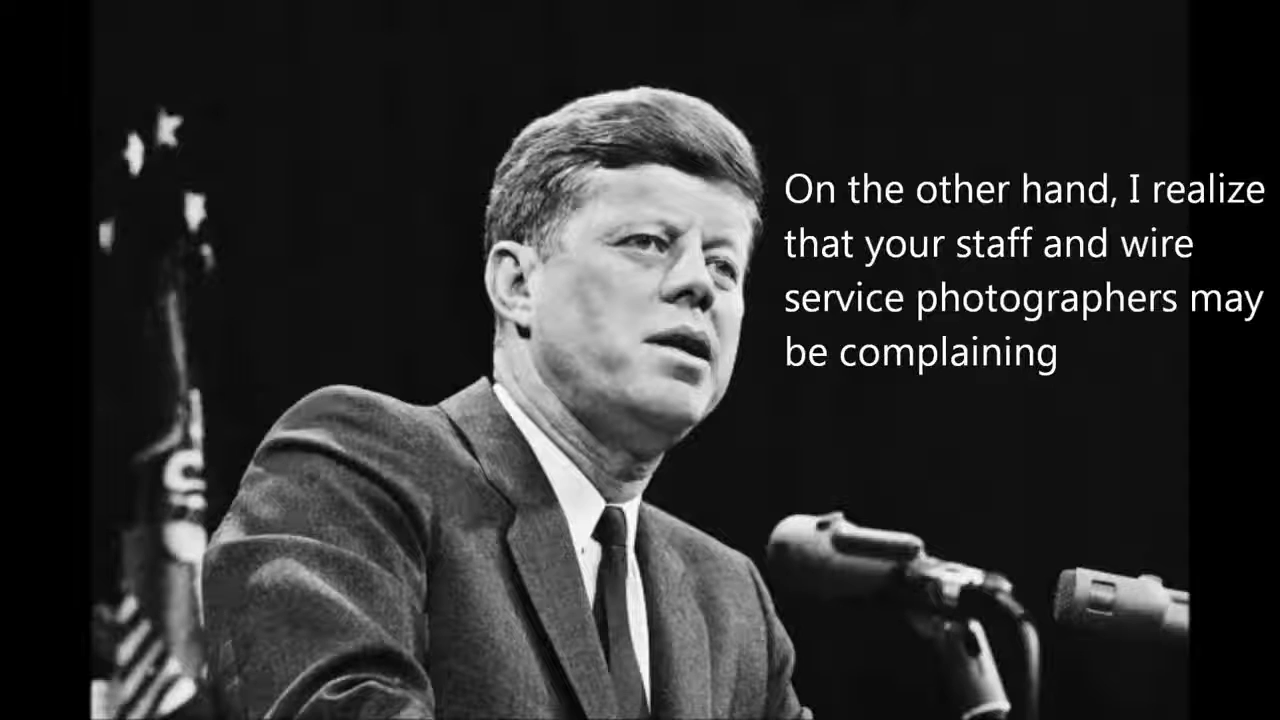 On the other hand, I realize
that your staff and wire
service photographers may
be complaining